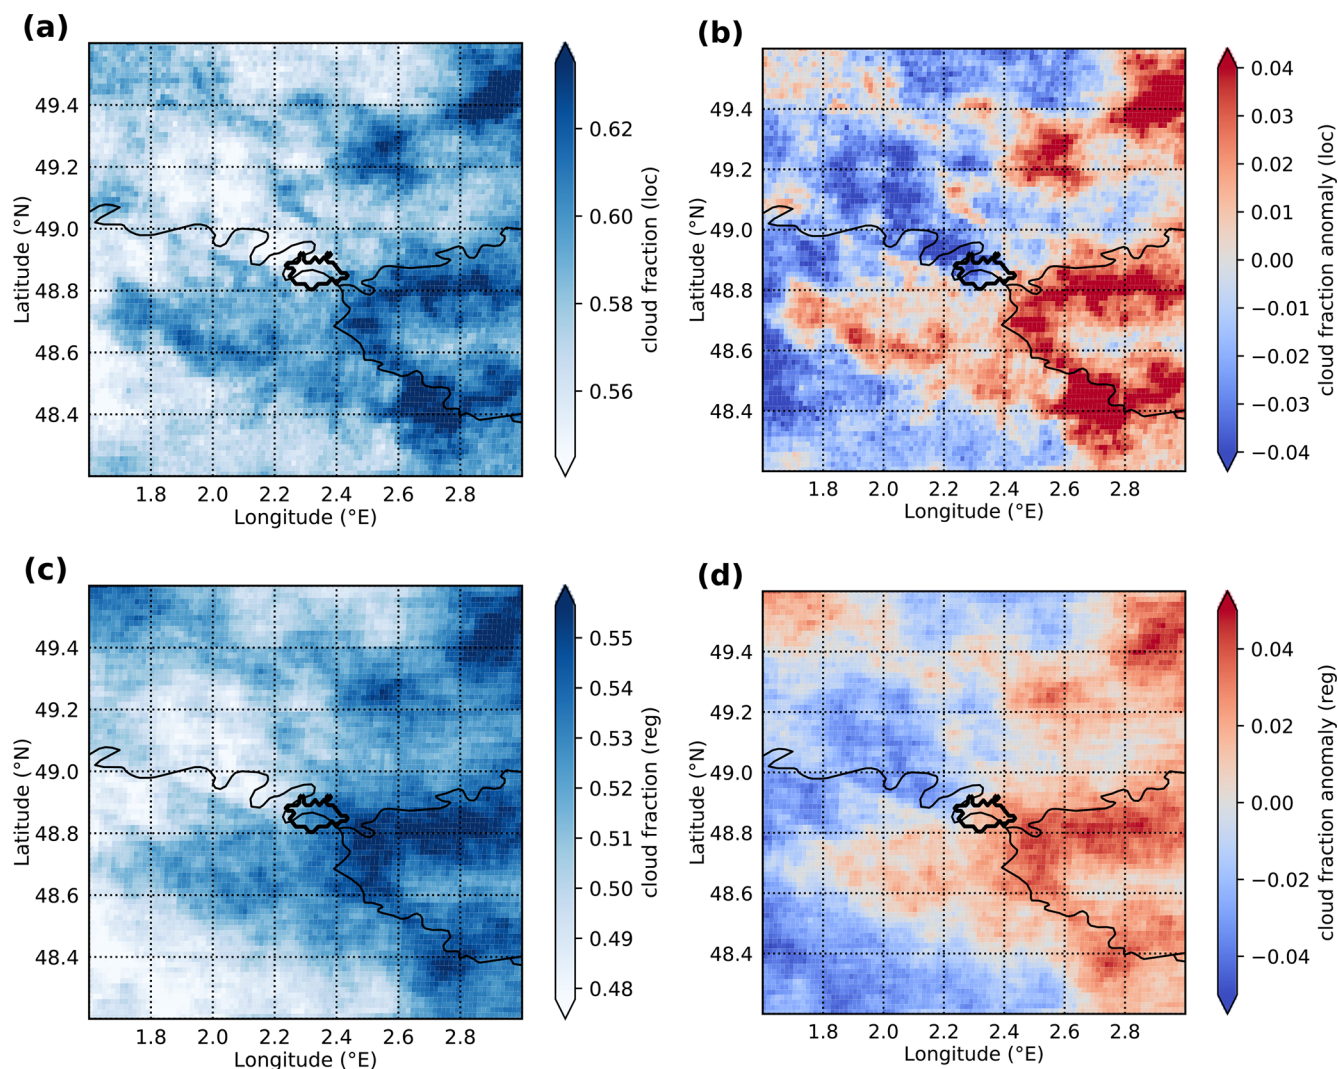 (a)
49.4
49.2
49.0
48.8
48.6
48.4
Latitude (°N)
1.8 2.0 2.2 2.4 2.6 2.8
Longitude (°E)
0.62
0.60
0.58
0.56
cloud fraction (loc)
(b)
49.4
49.2
49.0
48.8
48.6
48.4
Latitude (°N)
1.8 2.0 2.2 2.4 2.6 2.8
Longitude (°E)
0.04
0.03
0.02
0.01
0.00
−0.01
−0.02
−0.03
−0.04
cloud fraction anomaly (loc)
(c)
49.4
49.2
49.0
48.8
48.6
48.4
Latitude (°N)
1.8 2.0 2.2 2.4 2.6 2.8
Longitude (°E)
0.55
0.54
0.53
0.52
0.51
0.50
0.49
0.48
cloud fraction (reg)
(d)
49.4
49.2
49.0
48.8
48.6
48.4
Latitude (°N)
1.8 2.0 2.2 2.4 2.6 2.8
Longitude (°E)
0.04
0.02
0.00
−0.02
−0.04
cloud fraction anomaly (reg)